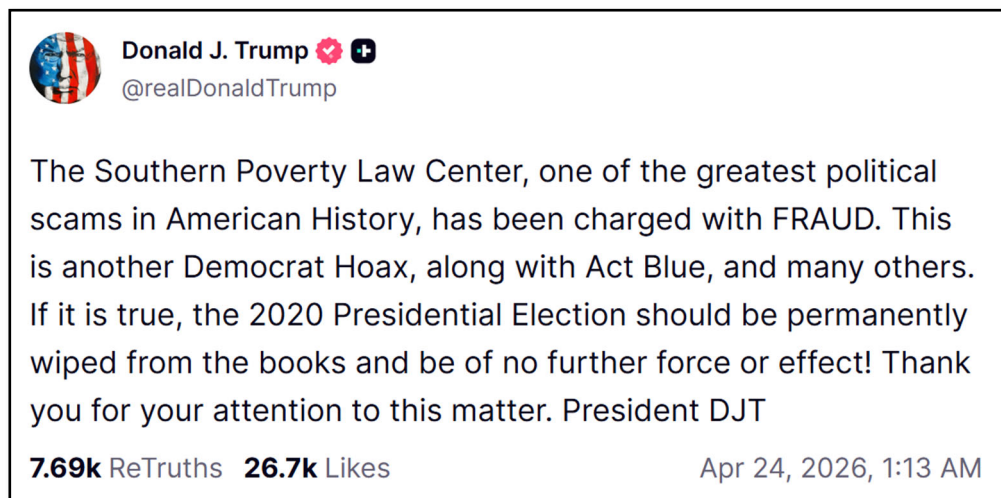 Donald J. Trump
@realDonaldTrump
The Southern Poverty Law Center, one of the greatest political
scams in American History, has been charged with FRAUD. This
is another Democrat Hoax, along with Act Blue, and many others.
If it is true, the 2020 Presidential Election should be permanently
wiped from the books and be of no further force or effect! Thank
you for your attention to this matter. President DJT
7.69k ReTruths 26.7k Likes Apr 24, 2026, 1:13 AM